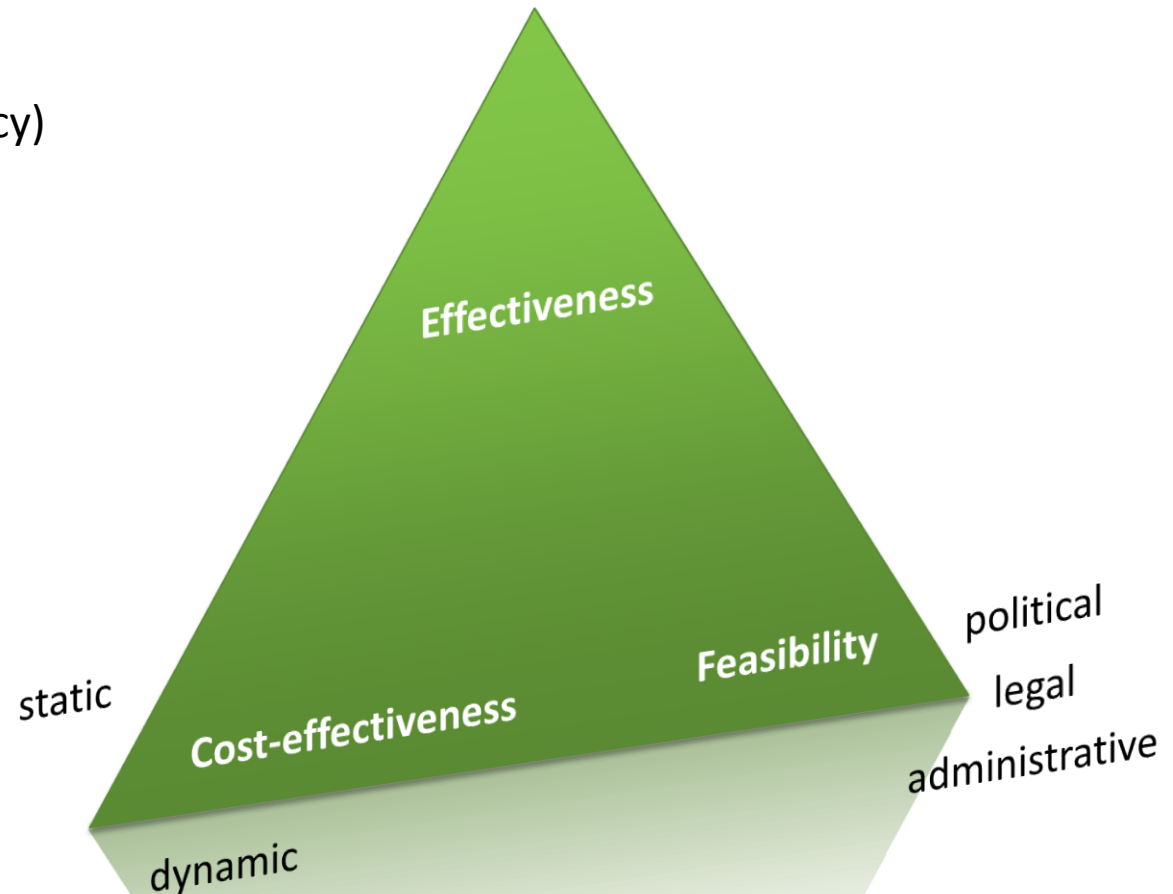 cy)
Effectiveness
political
Feasibility
legal
static
Cost-effectiveness
administrative
dynamic